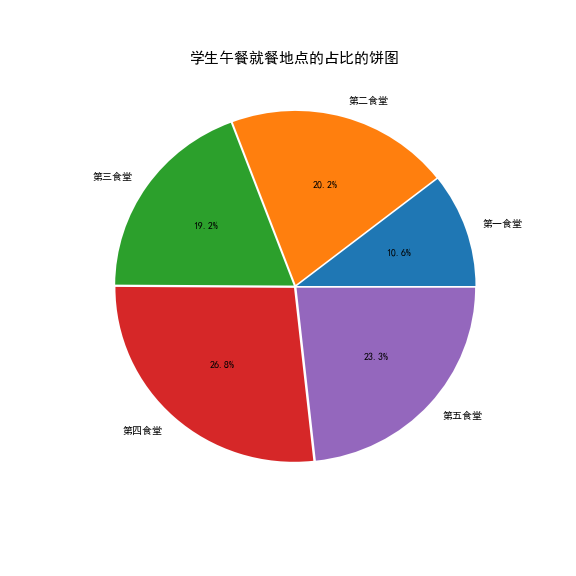 学生午餐就餐地点的占比的饼图
第二食堂
第三食堂
20.2%
第一食堂
19.2%
10.6%
23.3%
26.8%
第五食堂
第四食堂